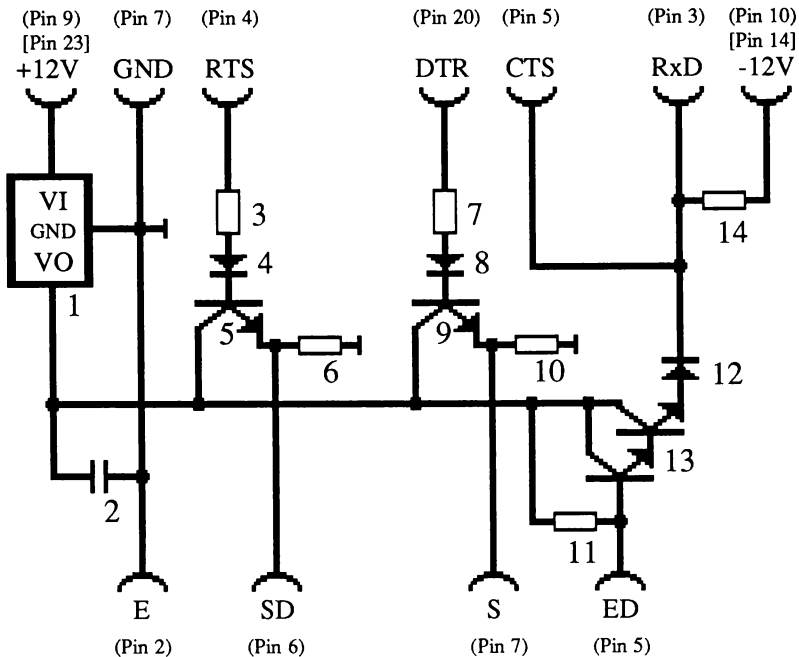 (Pin 9) (Pin 7) (Pin 4) (Pin 20) (Pin 5) (Pin 3) (Pin 10)
[Pin 23] [Pin 14]
+12V GND RTS DTR CTS RxD -12V
VI
GND
VO
1
3
7
14
4
8
5
6
9
10
12
13
2
11
E SD S ED
(Pin 2) (Pin 6) (Pin 7) (Pin 5)